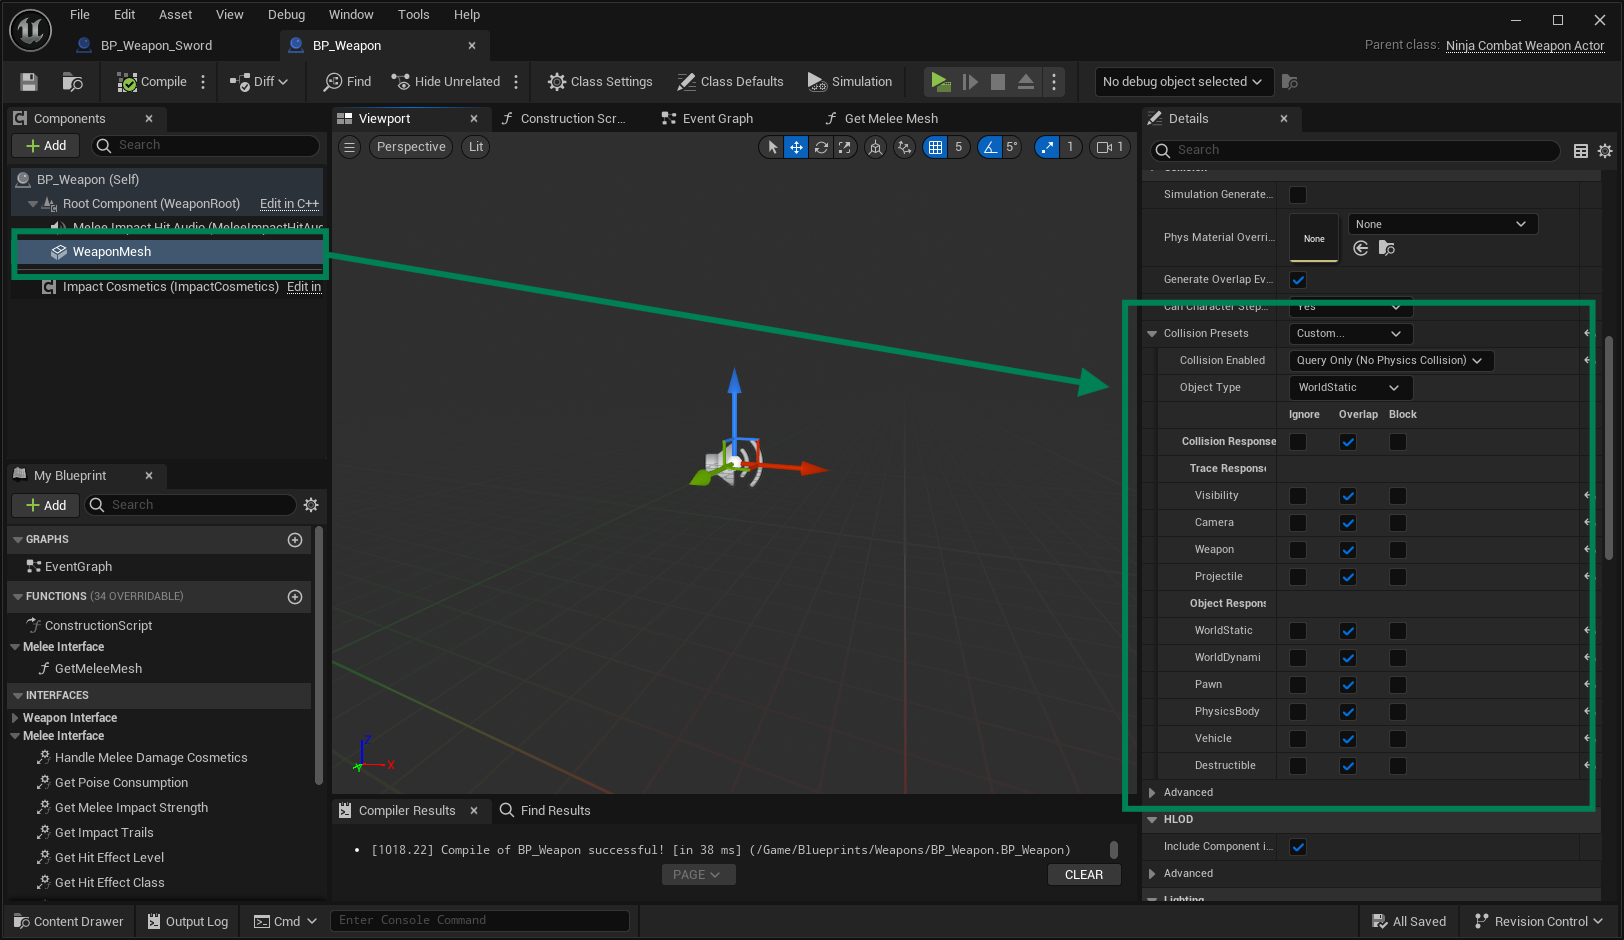 File Edit Asset View Debug Window Tools Help
BP_Weapon_Sword
BP_Weapon
Parent class: Ninja Combat Weapon Actor
Compile
Diff
Find
Hide Unrelated
Class Settings
Class Defaults
Simulation
No debug object selected
Components
Add
Search
BP_Weapon (Self)
Root Component (WeaponRoot) Edit in C++
Melee Impact Hit Audio (MeleeImpactHitAud
WeaponMesh
Impact Cosmetics (ImpactCosmetics) Edit in
My Blueprint
Add
Search
GRAPHS
EventGraph
FUNCTIONS (34 OVERRIDABLE)
ConstructionScript
Melee Interface
GetMeleeMesh
INTERFACES
Weapon Interface
Melee Interface
Handle Melee Damage Cosmetics
Get Poise Consumption
Get Melee Impact Strength
Get Impact Trails
Get Hit Effect Level
Get Hit Effect Class
Viewport
Construction Scr...
Event Graph
Get Melee Mesh
Perspective
Lit
5
5°
1
1
Z
X
Y
Compiler Results
Find Results
• [1018.22] Compile of BP_Weapon successful! [in 38 ms] (/Game/Blueprints/Weapons/BP_Weapon.BP_Weapon)
PAGE
CLEAR
Details
Search
Collision
Simulation Generate...
Phys Material Overri...
None
None
Generate Overlap Ev...
Can Character Step... Yes
Collision Presets Custom...
Collision Enabled Query Only (No Physics Collision)
Object Type WorldStatic
Ignore Overlap Block
Collision Response
Trace Response
Visibility
Camera
Weapon
Projectile
Object Respons
WorldStatic
WorldDynami
Pawn
PhysicsBody
Vehicle
Destructible
Advanced
HLOD
Include Component i...
Advanced
Lighting
Content Drawer
Output Log
Cmd
Enter Console Command
All Saved
Revision Control